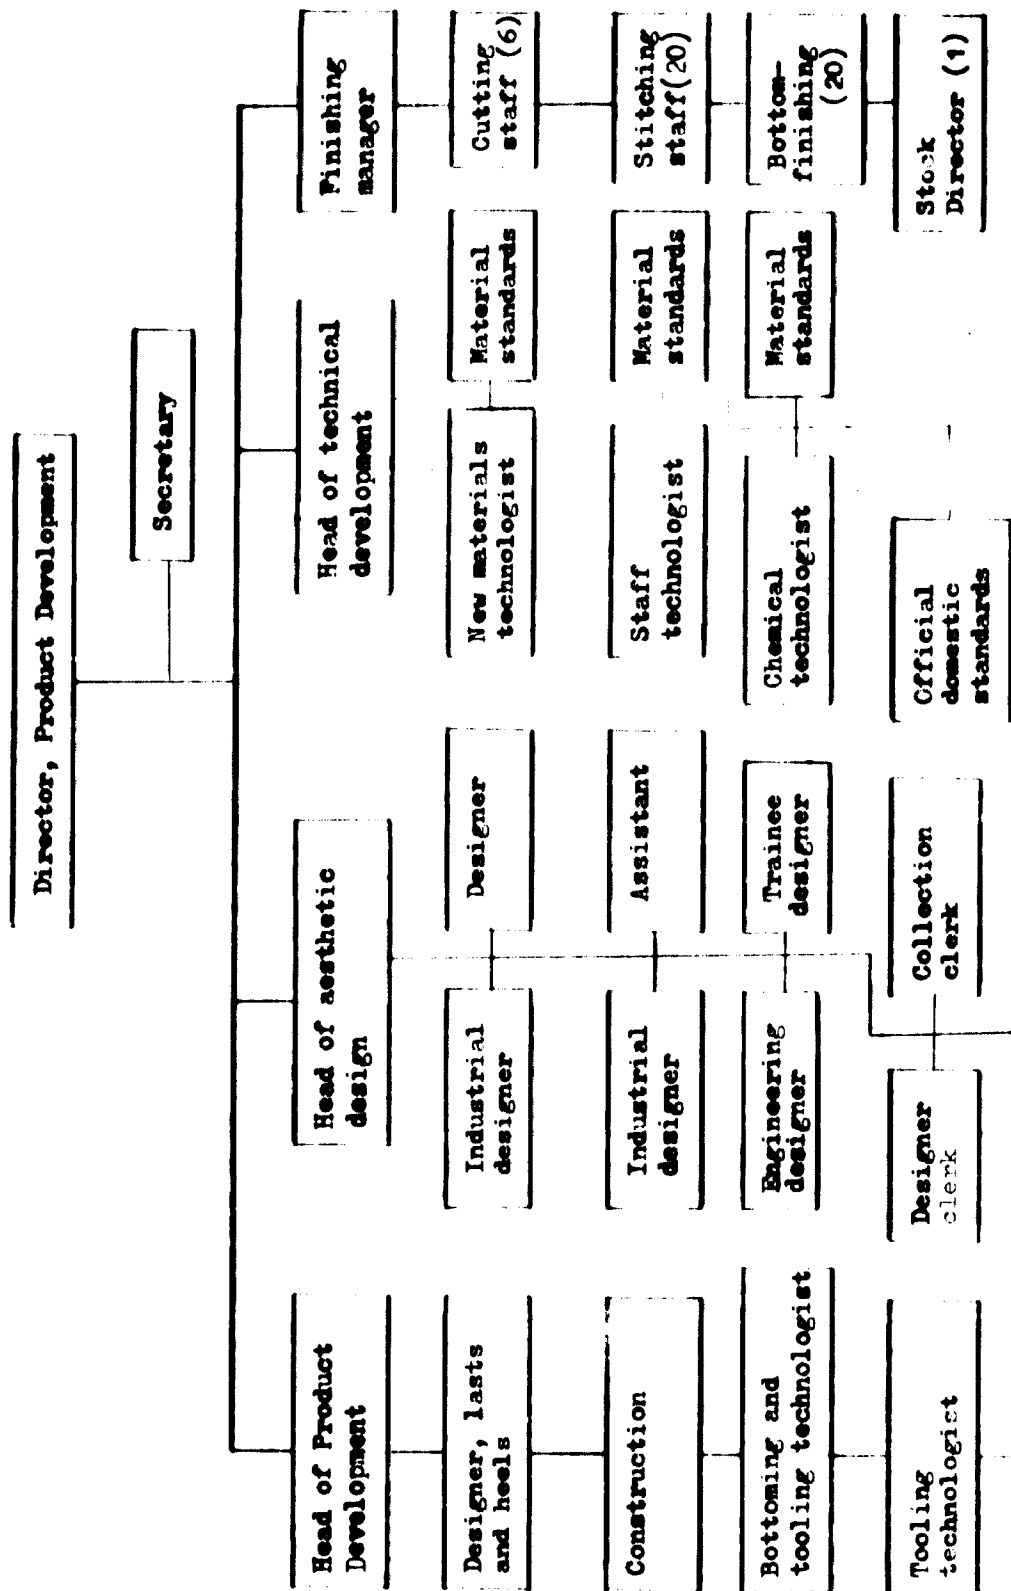 Director, Product Development
Secretary
Head of Product
Development
Head of aesthetic
design
Head of technical
development
Finishing
manager
Designer, lasts
and heels
Industrial
designer
Designer
New materials
technologist
Material
standards
Cutting
staff (6)
Construction
Industrial
designer
Assistant
Staff
technologist
Material
standards
Stitching
staff(20)
Bottoming and
tooling technologist
Engineering
designer
Trainee
designer
Chemical
technologist
Material
standards
Bottom-
finishing
(20)
Tooling
technologist
Designer
clerk
Collection
clerk
Official
domestic
standards
Stock
Director (1)